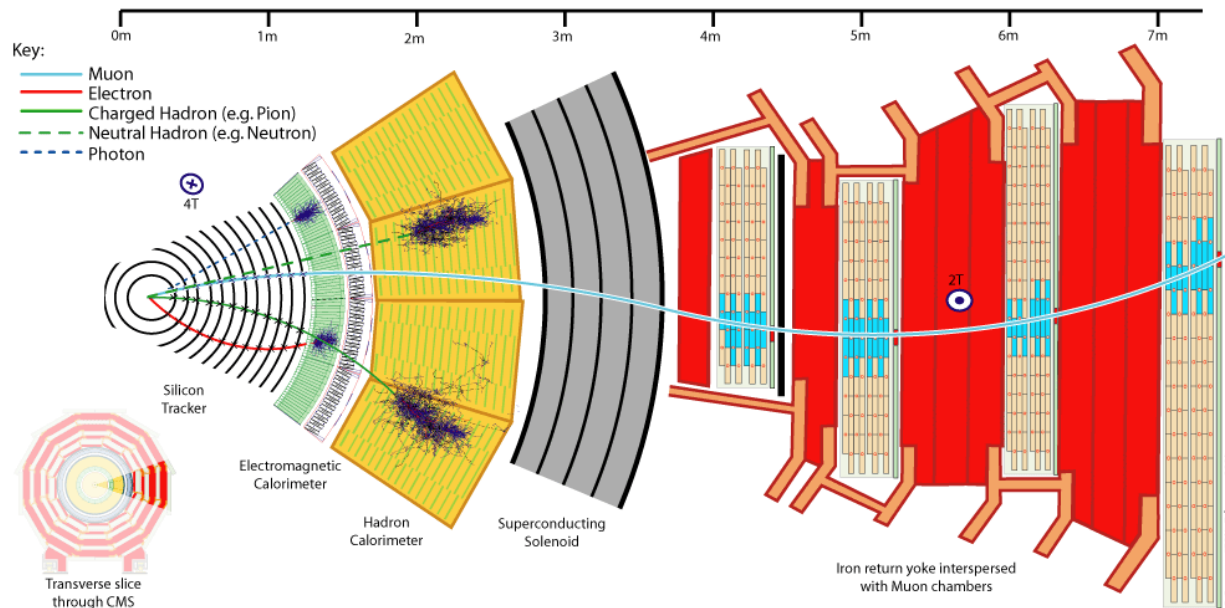 0m 1m 2m 3m 4m 5m 6m 7m
Key:
Muon
Electron
Charged Hadron (e.g. Pion)
Neutral Hadron (e.g. Neutron)
Photon
4T
2T
Silicon
Tracker
Electromagnetic
Calorimeter
Hadron
Calorimeter
Superconducting
Solenoid
Iron return yoke interspersed
with Muon chambers
Transverse slice
through CMS